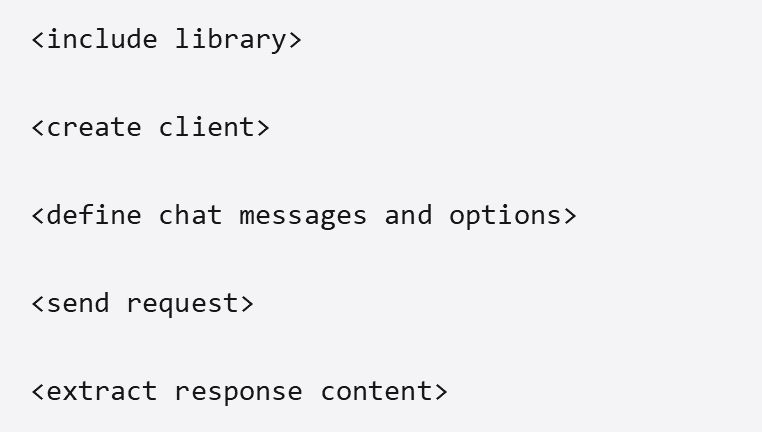 <include library>
<create client>
<define chat messages and options>
<send request>
<extract response content>